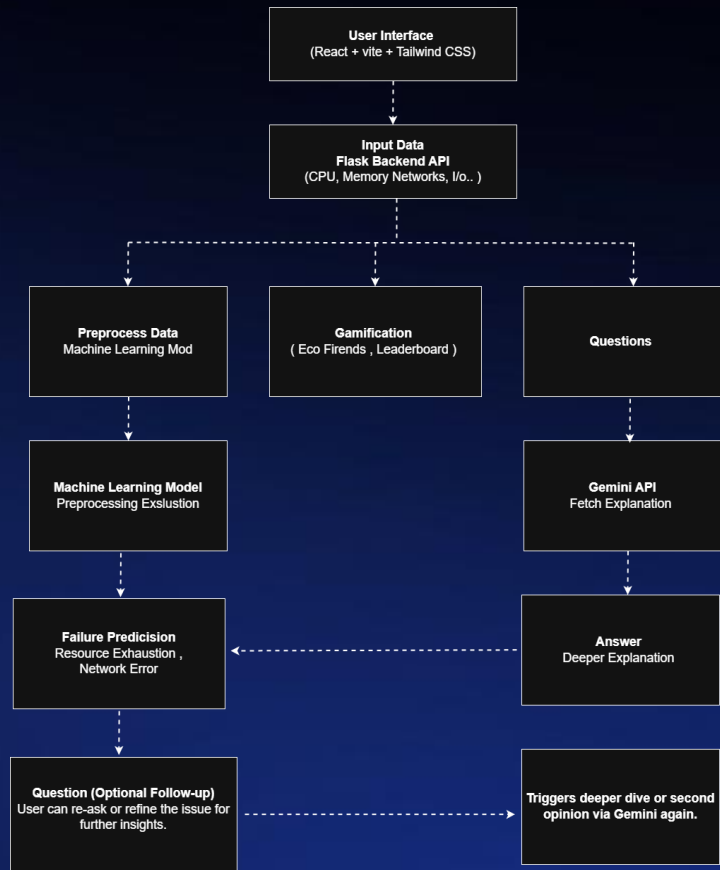 User Interface
(React + vite + Tailwind CSS)
Input Data
Flask Backend API
(CPU, Memory Networks, I/o.. )
Preprocess Data
Machine Learning Mod
Gamification
( Eco Firends , Leaderboard )
Questions
Machine Learning Model
Preprocessing Exslustion
Gemini API
Fetch Explanation
Failure Predicision
Resource Exhaustion ,
Network Error
Answer
Deeper Explanation
Question (Optional Follow-up)
User can re-ask or refine the issue for
further insights.
Triggers deeper dive or second
opinion via Gemini again.